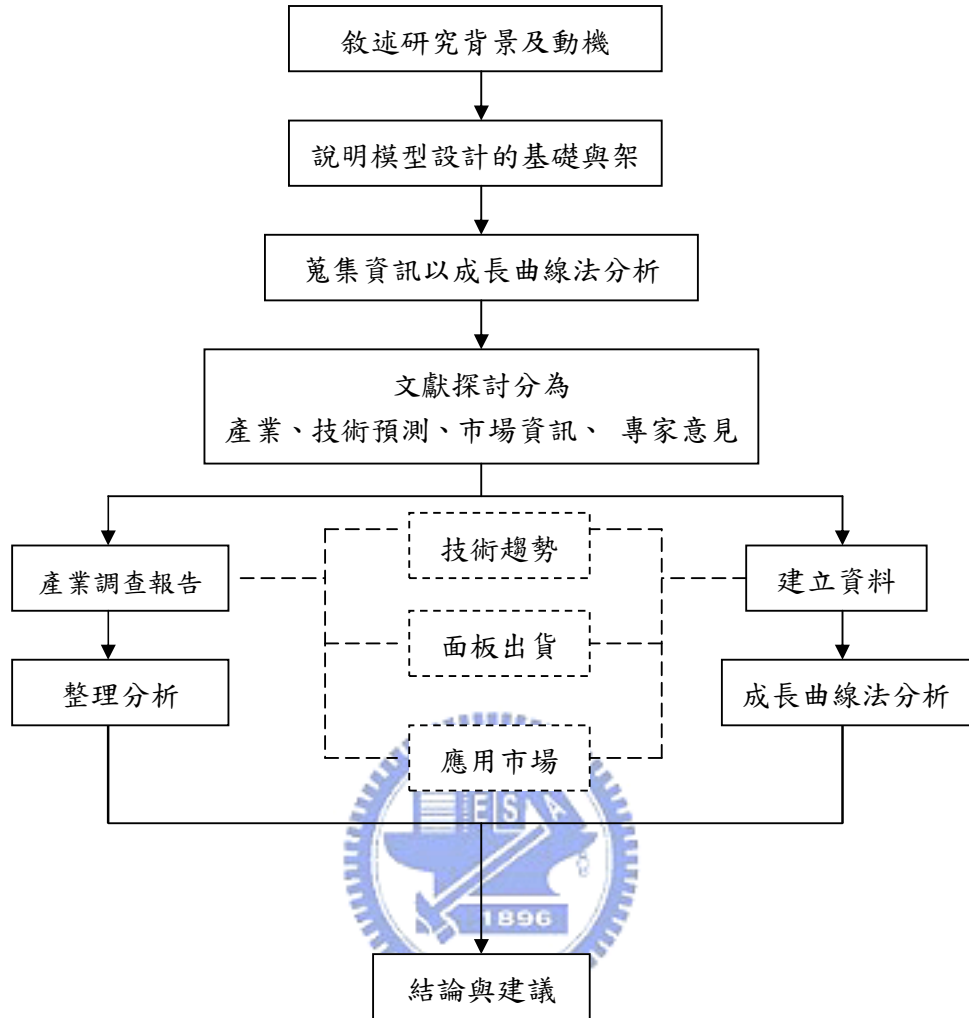 敘述研究背景及動機
說明模型設計的基礎與架
蒐集資訊以成長曲線法分析
文獻探討分為
產業、技術預測、市場資訊、 專家意見
技術趨勢
產業調查報告
建立資料
面板出貨
整理分析
成長曲線法分析
應用市場
ESA
1896
結論與建議